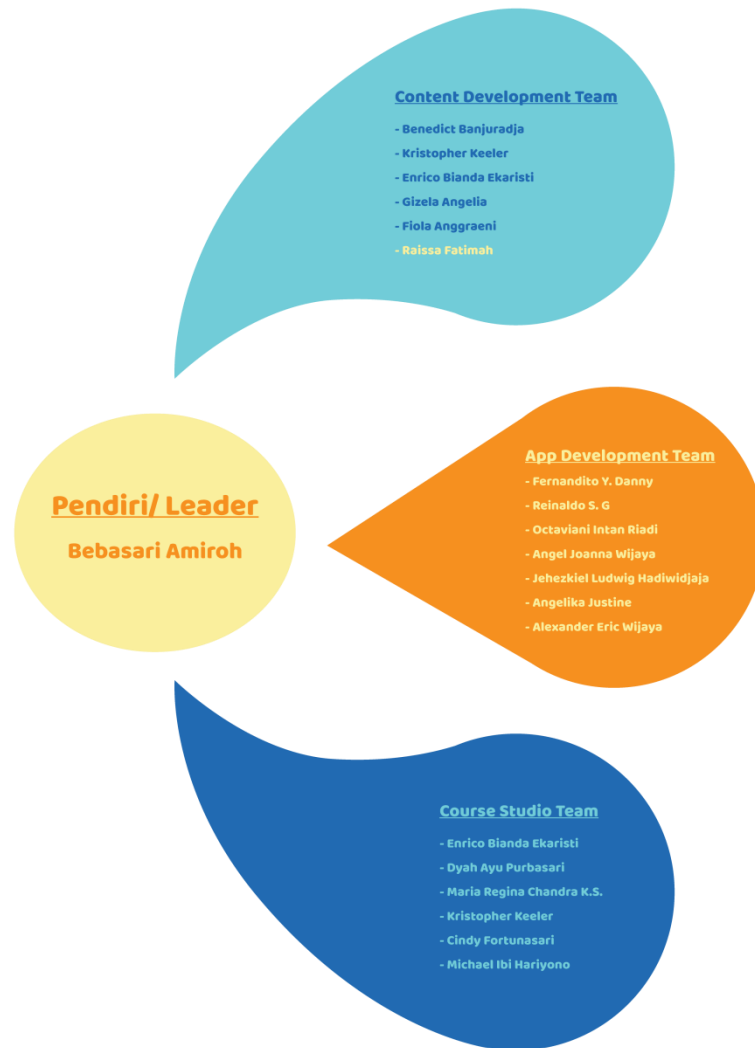 Content Development Team
- Benedict Banjuradja
- Kristopher Keeler
- Enrico Bianda Ekaristi
- Gizela Angelia
- Fiola Anggraeni
- Raissa Fatimah
Pendiri/ Leader
Bebasari Amiroh
App Development Team
- Fernandito Y. Danny
- Reinaldo S. G
- Octaviani Intan Riadi
- Angel Joanna Wijaya
- Jehezkiel Ludwig Hadiwidjaja
- Angelika Justine
- Alexander Eric Wijaya
Course Studio Team
- Enrico Bianda Ekaristi
- Dyah Ayu Purbasari
- Maria Regina Chandra K.S.
- Kristopher Keeler
- Cindy Fortunasari
- Michael Ibi Hariyono